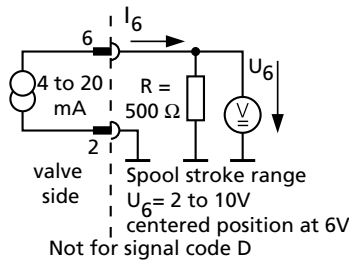 I6
6
U6
4 to 20
mA
R =
500 Ω
V
2
valve
side
Spool stroke range
U6= 2 to 10V
centered position at 6V
Not for signal code D